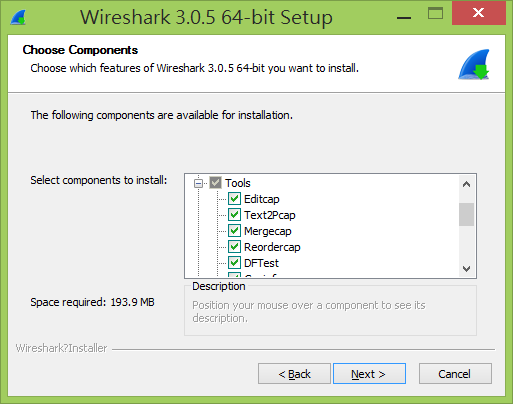 Wireshark 3.0.5 64-bit Setup
Choose Components
Choose which features of Wireshark 3.0.5 64-bit you want to install.
The following components are available for installation.
Select components to install:
Tools
Editcap
Text2Pcap
Mergecap
Reordercap
DFTest
Space required: 193.9 MB
Description
Position your mouse over a component to see its
description.
Wireshark?Installer
< Back
Next >
Cancel